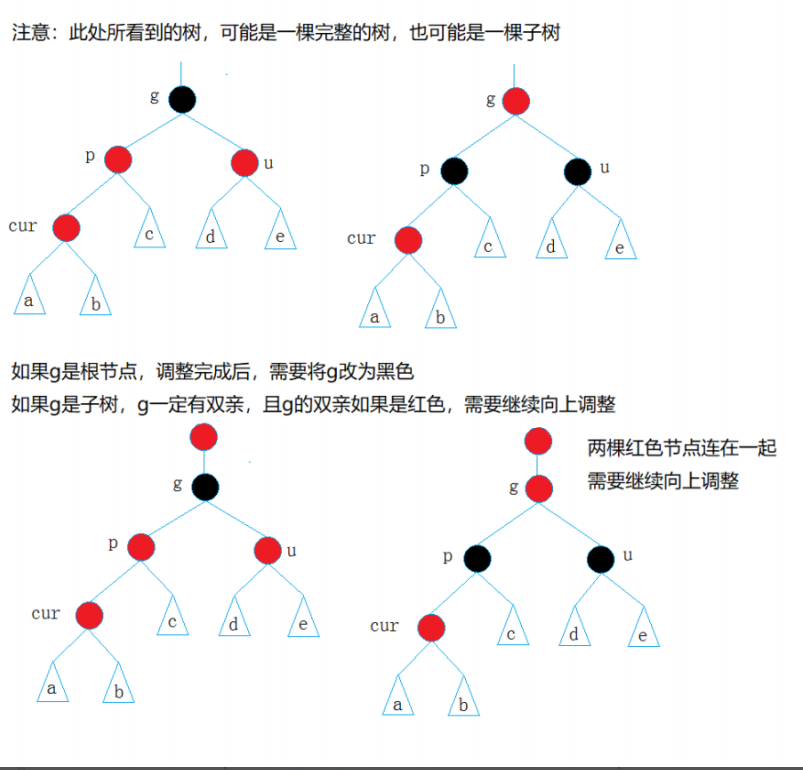 注意：此处所看到的树，可能是一棵完整的树，也可能是一棵子树
g
g
p
u
p
u
cur
c
d
e
cur
c
d
e
a
b
a
b
如果g是根节点，调整完成后，需要将g改为黑色
如果g是子树，g一定有双亲，且g的双亲如果是红色，需要继续向上调整
两棵红色节点连在一起
需要继续向上调整
g
g
p
u
p
u
cur
c
d
e
cur
c
d
e
a
b
a
b